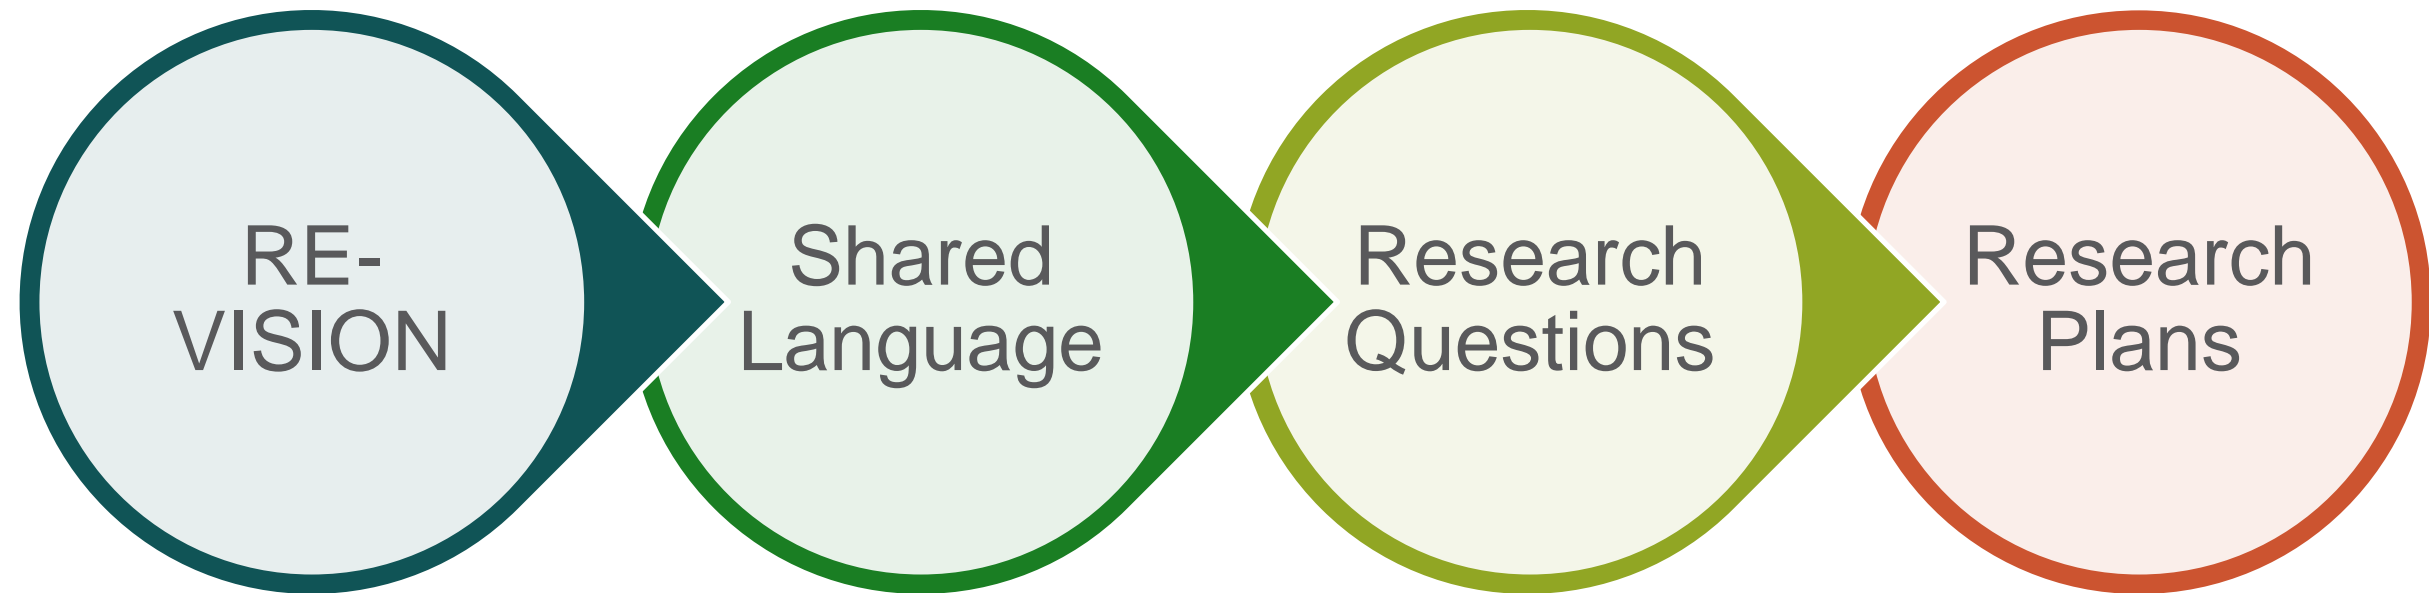 RE-
VISION
Shared
Language
Research
Questions
Research
Plans